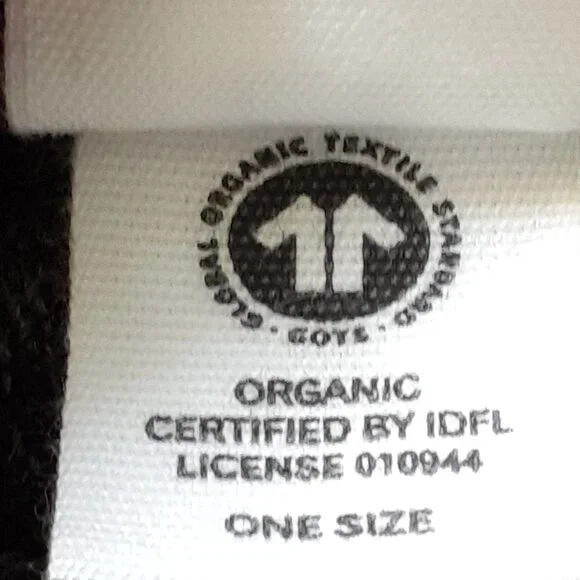 GLOBAL ORGANIC TEXTILE STANDARD · GOTS ·
ORGANIC
CERTIFIED BY IDFL
LICENSE 010944
ONE SIZE